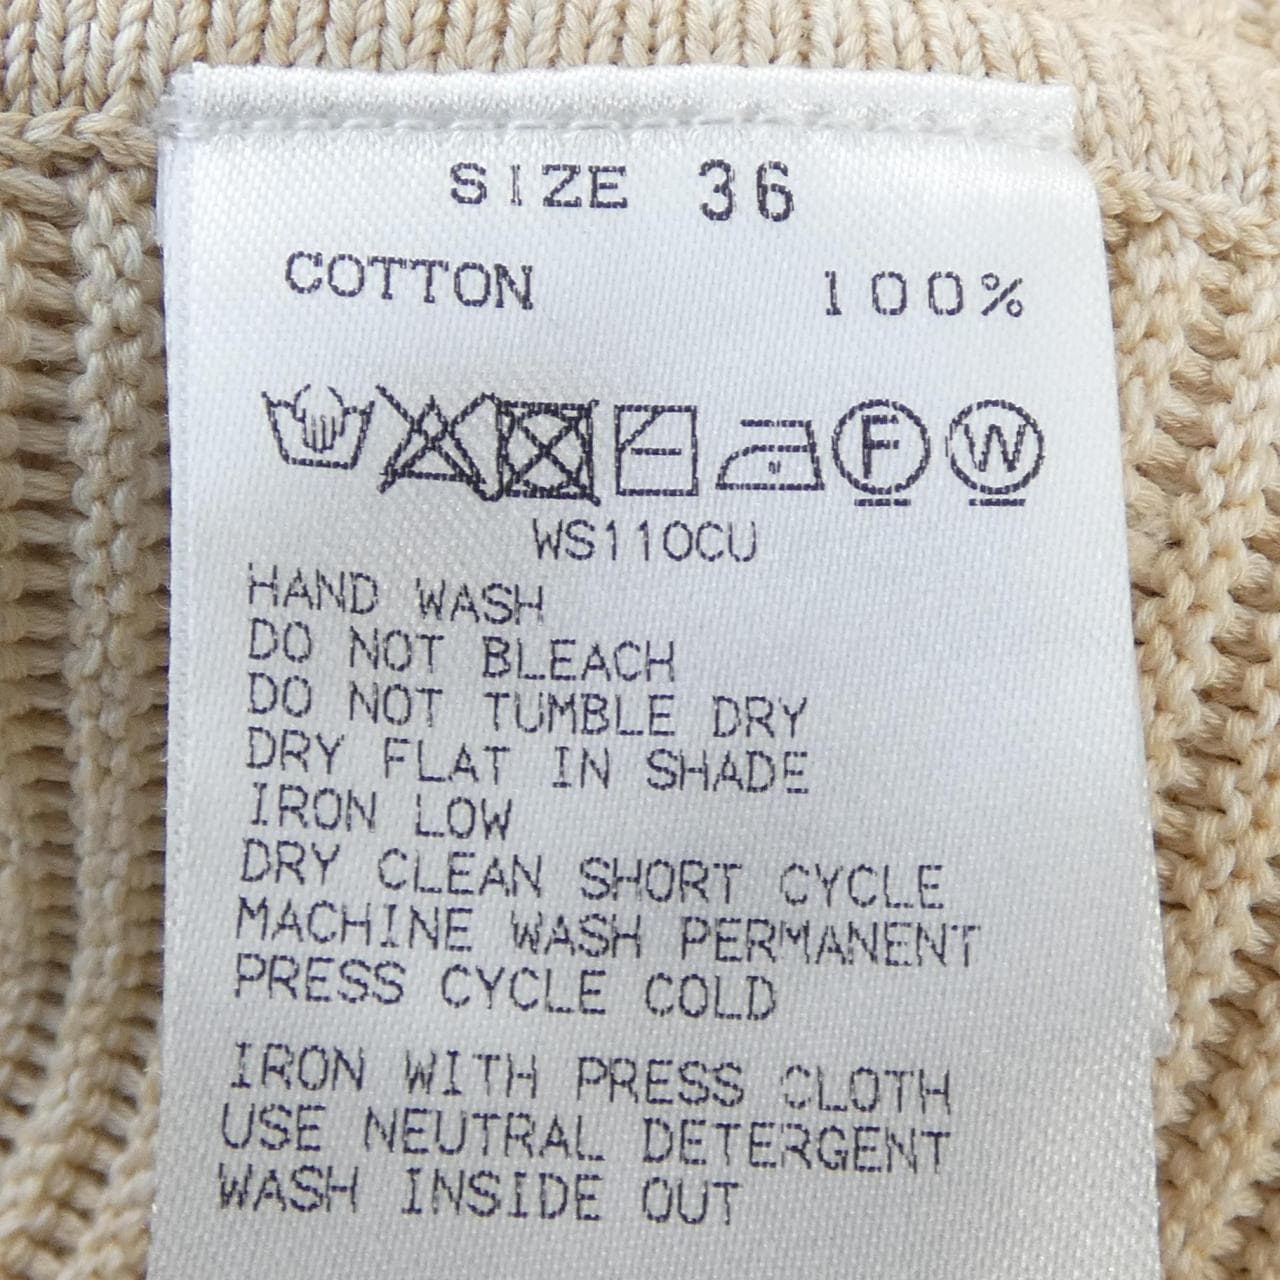 SIZE 36
COTTON 100%
F W
WS110CU
HAND WASH
DO NOT BLEACH
DO NOT TUMBLE DRY
DRY FLAT IN SHADE
IRON LOW
DRY CLEAN SHORT CYCLE
MACHINE WASH PERMANENT
PRESS CYCLE COLD
IRON WITH PRESS CLOTH
USE NEUTRAL DETERGENT
WASH INSIDE OUT